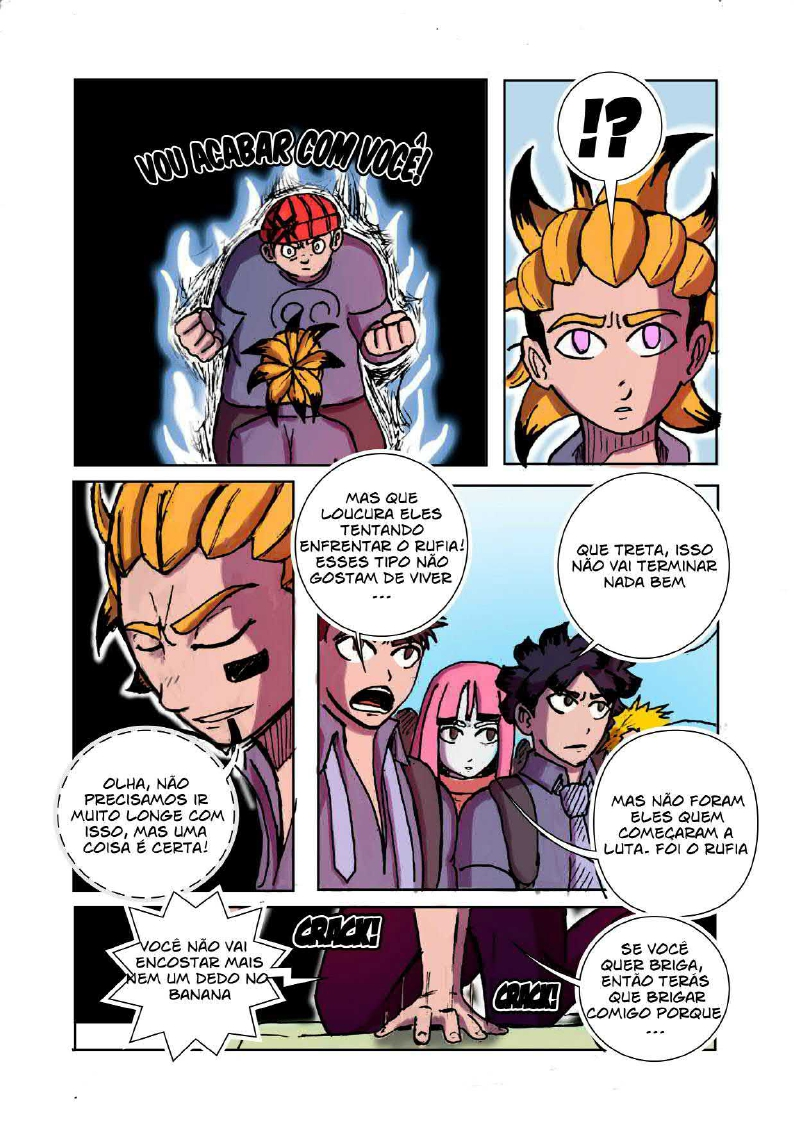 VOU ACABAR COM VOCÊ!
!?
MAS QUE
LOUCURA ELES
TENTANDO
ENFRENTAR O RUFIA!
ESSES TIPO NÃO
GOSTAM DE VIVER
...
QUE TRETA, ISSO
NÃO VAI TERMINAR
NADA BEM
OLHA, NÃO
PRECISAMOS IR
MUITO LONGE COM
ISSO, MAS UMA
COISA É CERTA!
MAS NÃO FORAM
ELES QUEM
COMEÇARAM A
LUTA- FOI O RUFIA
VOCÊ NÃO VAI
ENCOSTAR MAIS
NEM UM DEDO NO
BANANA
CRACK!
CRACK!
SE VOCÊ
QUER BRIGA,
ENTÃO TERÁS
QUE BRIGAR
COMIGO PORQUE
...